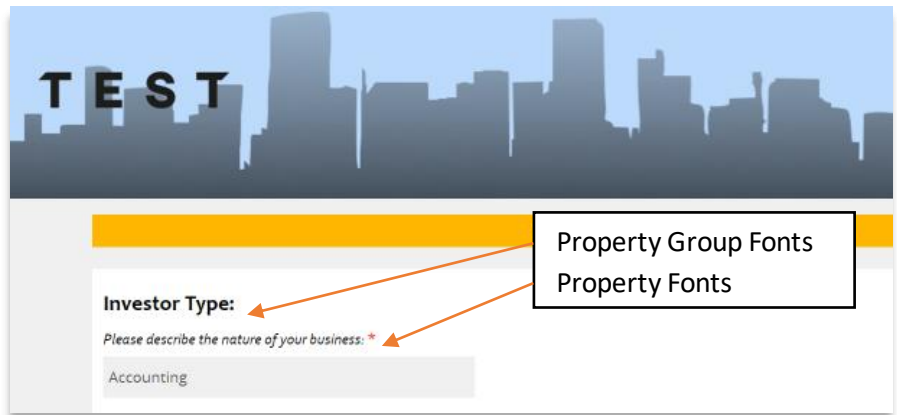 TEST
Property Group Fonts
Property Fonts
Investor Type:
Please describe the nature of your business: *
Accounting